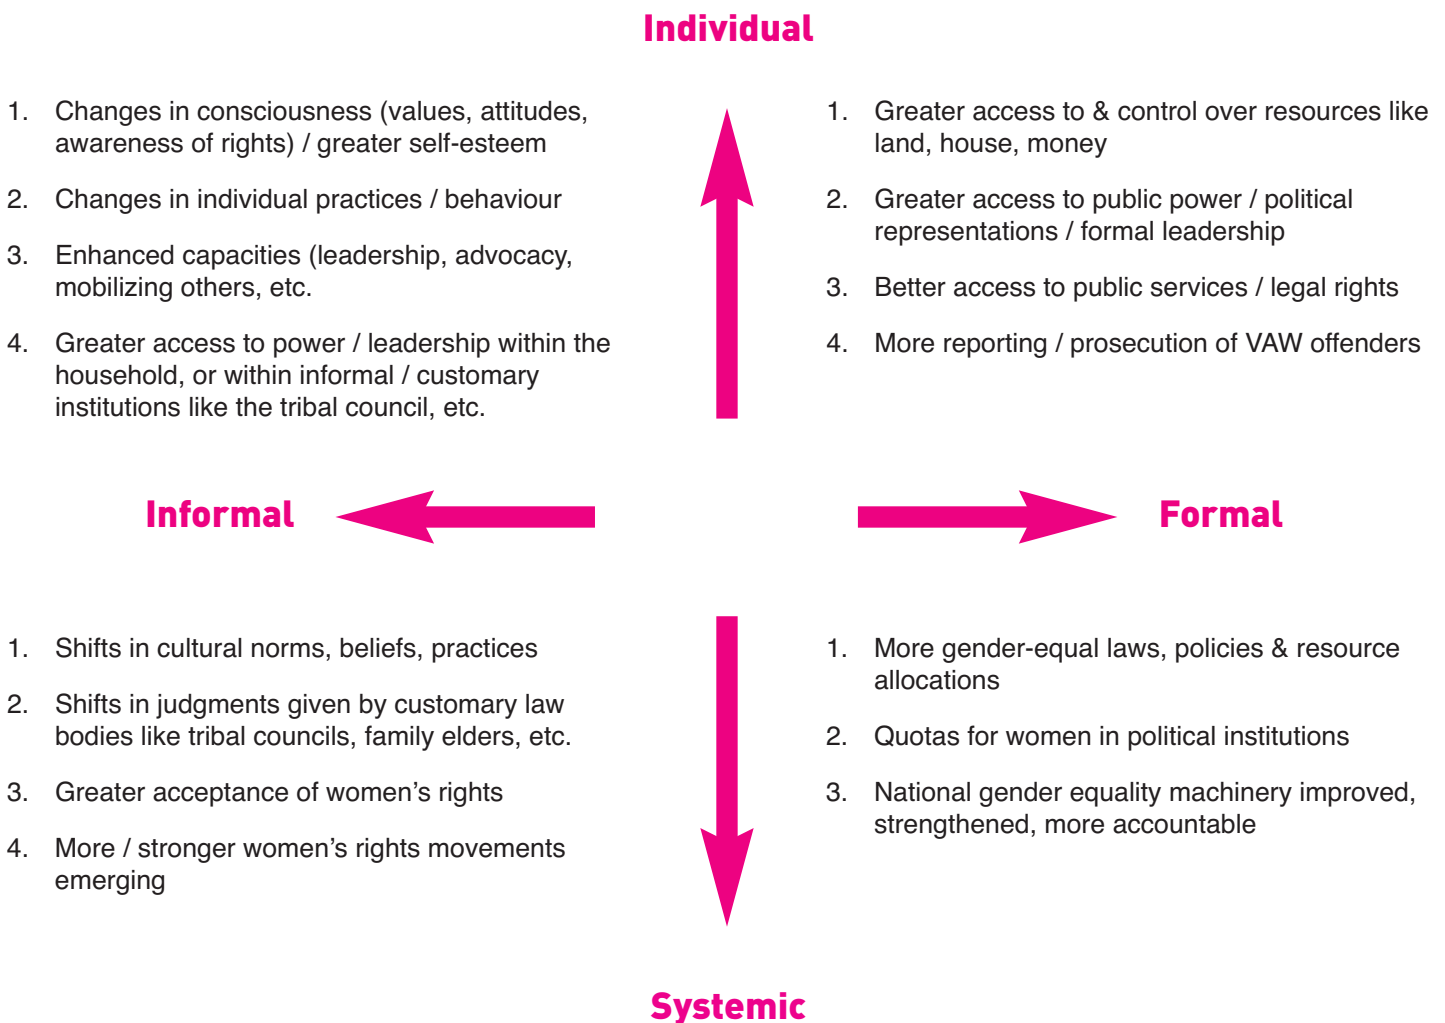 Individual
1. Changes in consciousness (values, attitudes,
awareness of rights) / greater self-esteem
2. Changes in individual practices / behaviour
3. Enhanced capacities (leadership, advocacy,
mobilizing others, etc.
4. Greater access to power / leadership within the
household, or within informal / customary
institutions like the tribal council, etc.
1. Greater access to & control over resources like
land, house, money
2. Greater access to public power / political
representations / formal leadership
3. Better access to public services / legal rights
4. More reporting / prosecution of VAW offenders
Informal
Formal
1. Shifts in cultural norms, beliefs, practices
2. Shifts in judgments given by customary law
bodies like tribal councils, family elders, etc.
3. Greater acceptance of women’s rights
4. More / stronger women’s rights movements
emerging
1. More gender-equal laws, policies & resource
allocations
2. Quotas for women in political institutions
3. National gender equality machinery improved,
strengthened, more accountable
Systemic